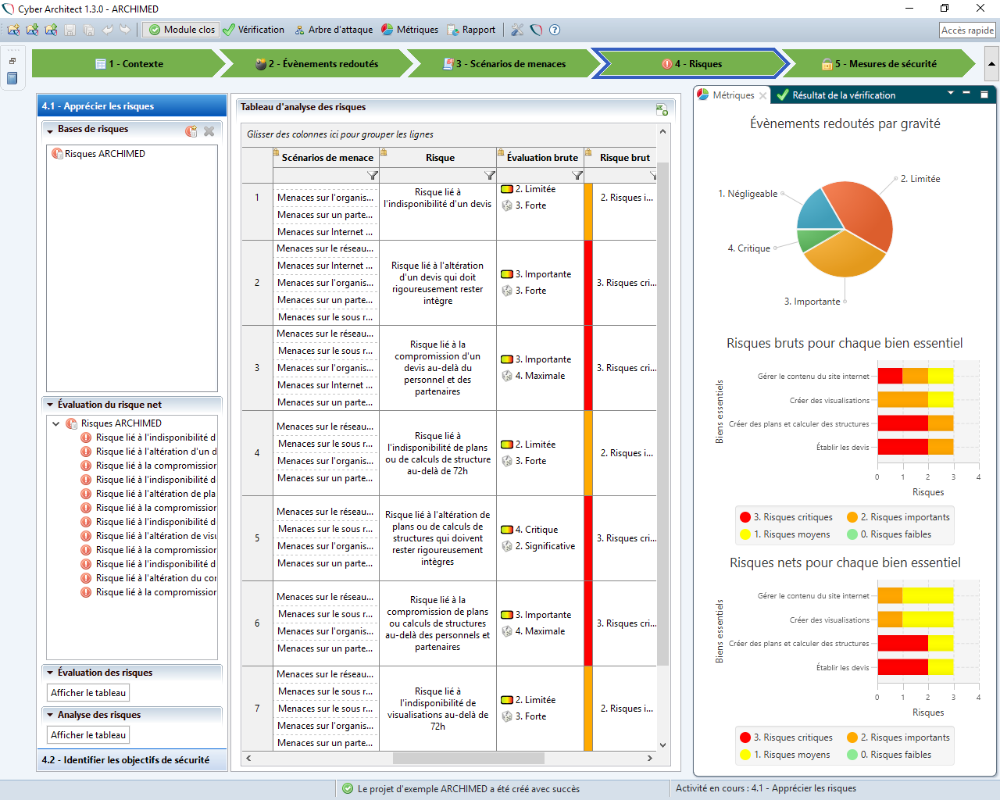 Cyber Architect 1.3.0 - ARCHIMED
Module clos
Vérification
Arbre d'attaque
Métriques
Rapport
Accès rapide
1 - Contexte
2 - Évènements redoutés
3 - Scénarios de menaces
4 - Risques
5 - Mesures de sécurité
4.1 - Apprécier les risques
Bases de risques
Risques ARCHIMED
Évaluation du risque net
Risques ARCHIMED
Risque lié à l'indisponibilité d
Risque lié à l'altération d'un d
Risque lié à la compromission
Risque lié à l'indisponibilité d
Risque lié à l'altération de pla
Risque lié à la compromission
Risque lié à l'indisponibilité d
Risque lié à l'altération de visu
Risque lié à la compromission
Risque lié à l'indisponibilité d
Risque lié à l'altération du cor
Risque lié à la compromission
Évaluation des risques
Afficher le tableau
Analyse des risques
Afficher le tableau
4.2 - Identifier les objectifs de sécurité
Tableau d'analyse des risques
Glisser des colonnes ici pour grouper les lignes
Scénarios de menace
Risque
Évaluation brute
Risque brut
1
Menaces sur l'organis...
Menaces sur un parte...
Menaces sur Internet ...
Risque lié à
l'indisponibilité d'un devis
2. Limitée
3. Forte
2. Risques i...
2
Menaces sur le réseau...
Menaces sur Internet ...
Menaces sur l'organis...
Menaces sur un parte...
Menaces sur le sous r...
Risque lié à l'altération
d'un devis qui doit
rigoureusement rester
intègre
3. Importante
3. Forte
3. Risques cri...
3
Menaces sur le réseau...
Menaces sur le sous r...
Menaces sur l'organis...
Menaces sur Internet ...
Menaces sur un parte...
Risque lié à la
compromission d'un
devis au-delà du
personnel et des
partenaires
3. Importante
4. Maximale
3. Risques cri...
4
Menaces sur le réseau...
Menaces sur le sous r...
Menaces sur l'organis...
Menaces sur un parte...
Risque lié à
l'indisponibilité de plans
ou de calculs de structure
au-delà de 72h
2. Limitée
3. Forte
2. Risques i...
5
Menaces sur le réseau...
Menaces sur le sous r...
Menaces sur l'organis...
Menaces sur un parte...
Risque lié à l'altération de
plans ou de calculs de
structures qui doivent
rester rigoureusement
intègres
4. Critique
2. Significative
3. Risques cri...
6
Menaces sur le réseau...
Menaces sur le sous r...
Menaces sur l'organis...
Menaces sur un parte...
Risque lié à la
compromission de plans
ou calculs de structures
au-delà des personnels et
partenaires
3. Importante
4. Maximale
3. Risques cri...
7
Menaces sur le réseau...
Menaces sur le sous r...
Menaces sur le sous r...
Menaces sur l'organis...
Menaces sur un parte...
Risque lié à
l'indisponibilité de
visualisations au-delà de
72h
2. Limitée
3. Forte
2. Risques i...
Métriques
Résultat de la vérification
Évènements redoutés par gravité
1. Négligeable
2. Limitée
4. Critique
3. Importante
Risques bruts pour chaque bien essentiel
Biens essentiels
Gérer le contenu du site internet
Créer des visualisations
Créer des plans et calculer des structures
Établir les devis
0 1 2 3 4
Risques
3. Risques critiques
2. Risques importants
1. Risques moyens
0. Risques faibles
Risques nets pour chaque bien essentiel
Biens essentiels
Gérer le contenu du site internet
Créer des visualisations
Créer des plans et calculer des structures
Établir les devis
0 1 2 3 4
Risques
3. Risques critiques
2. Risques importants
1. Risques moyens
0. Risques faibles
Le projet d'exemple ARCHIMED a été créé avec succès
Activité en cours : 4.1 - Apprécier les risques